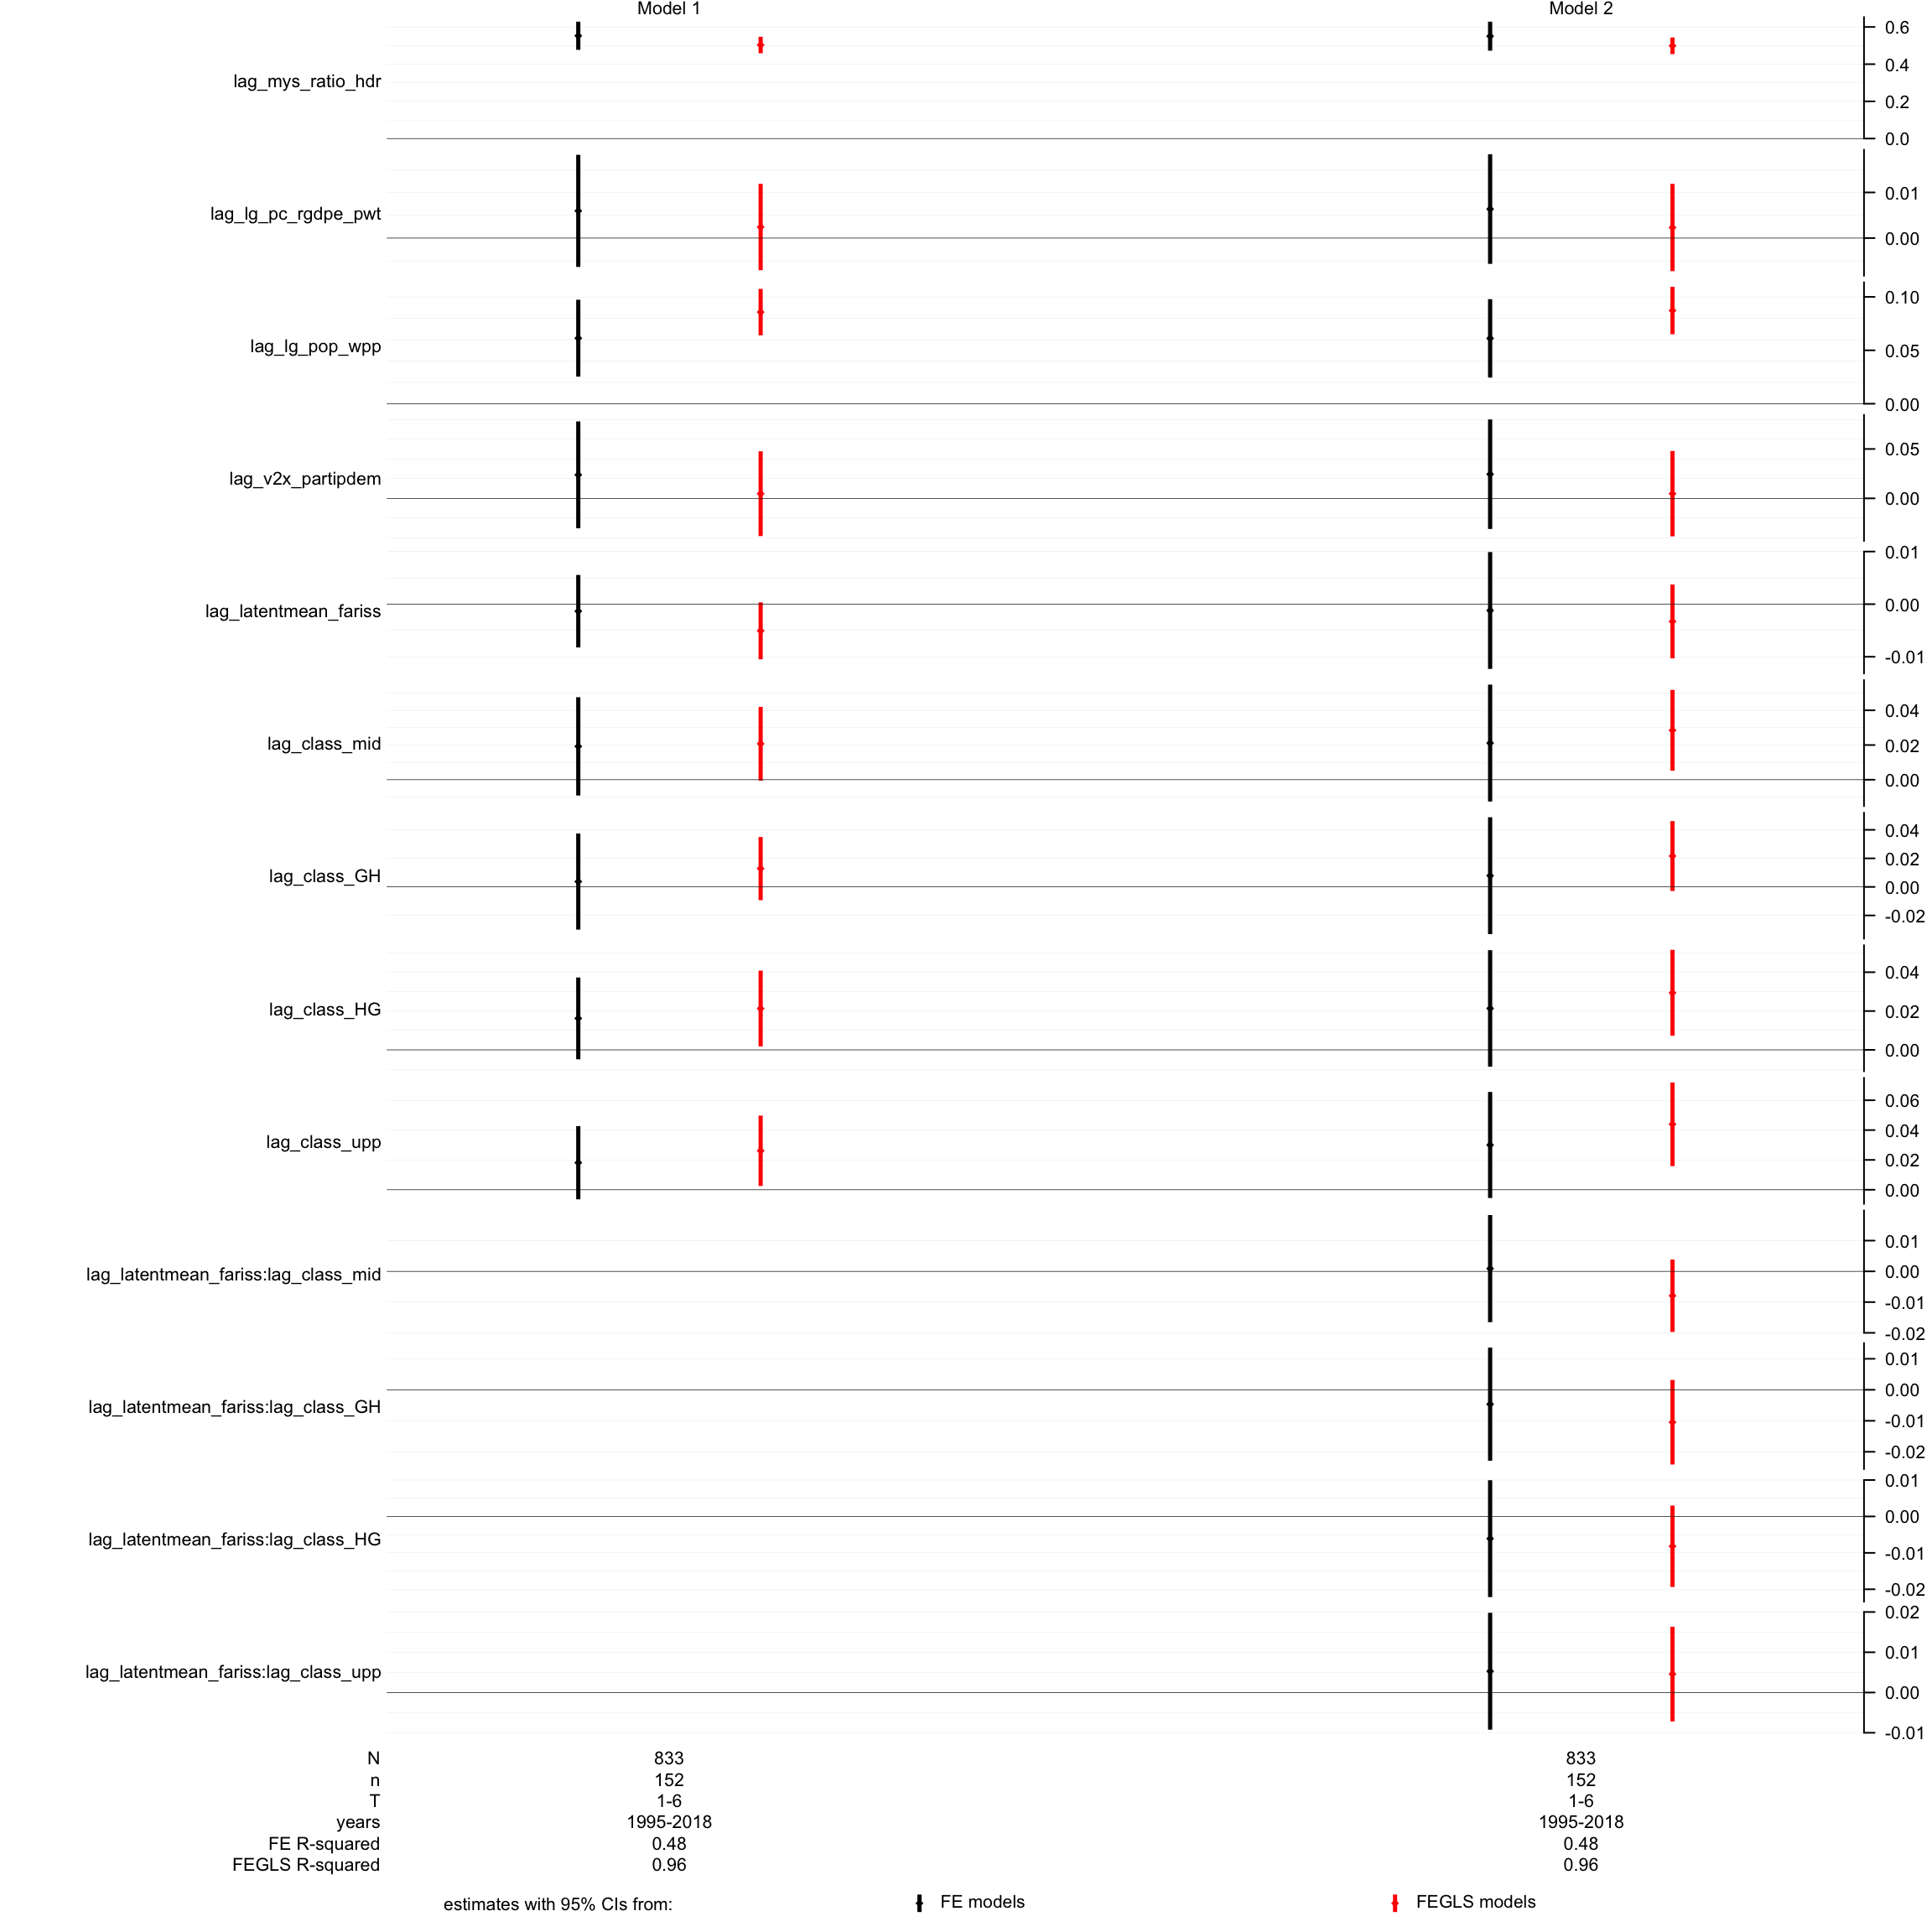 Model 1 Model 2
lag_mys_ratio_hdr
0.6
0.4
0.2
0.0
lag_lg_pc_rgdpe_pwt
0.01
0.00
lag_lg_pop_wpp
0.10
0.05
0.00
lag_v2x_partipdem
0.05
0.00
lag_latentmean_fariss
0.01
0.00
-0.01
lag_class_mid
0.04
0.02
0.00
lag_class_GH
0.04
0.02
0.00
-0.02
lag_class_HG
0.04
0.02
0.00
lag_class_upp
0.06
0.04
0.02
0.00
lag_latentmean_fariss:lag_class_mid
0.01
0.00
-0.01
-0.02
lag_latentmean_fariss:lag_class_GH
0.01
0.00
-0.01
-0.02
lag_latentmean_fariss:lag_class_HG
0.01
0.00
-0.01
-0.02
lag_latentmean_fariss:lag_class_upp
0.02
0.01
0.00
-0.01
N 833 833
n 152 152
T 1-6 1-6
years 1995-2018 1995-2018
FE R-squared 0.48 0.48
FEGLS R-squared 0.96 0.96
estimates with 95% CIs from: FE models FEGLS models